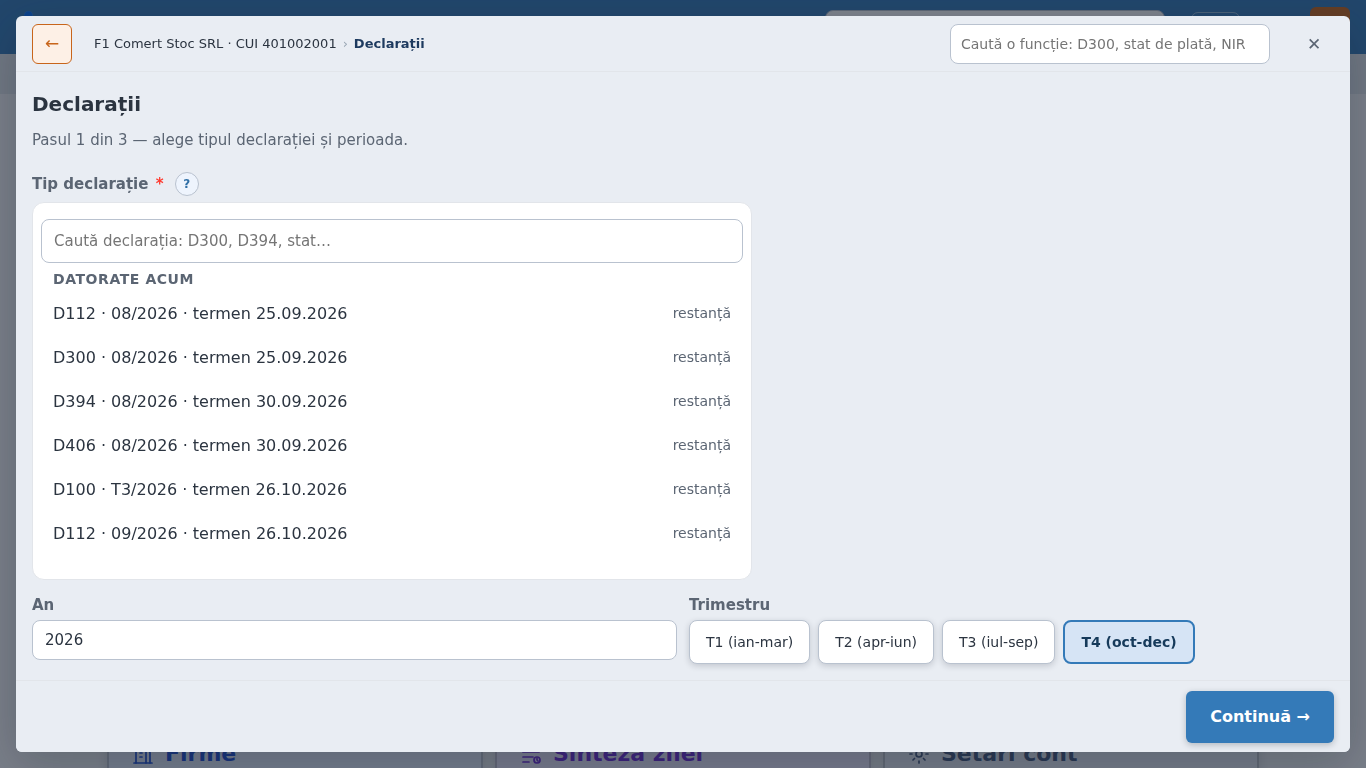 ←
F1 Comert Stoc SRL · CUI 401002001 › Declarații
Caută o funcție: D300, stat de plată, NIR
✕
Declarații
Pasul 1 din 3 — alege tipul declarației și perioada.
Tip declarație * ?
Caută declarația: D300, D394, stat...
DATORATE ACUM
D112 · 08/2026 · termen 25.09.2026 restanță
D300 · 08/2026 · termen 25.09.2026 restanță
D394 · 08/2026 · termen 30.09.2026 restanță
D406 · 08/2026 · termen 30.09.2026 restanță
D100 · T3/2026 · termen 26.10.2026 restanță
D112 · 09/2026 · termen 26.10.2026 restanță
An
2026
Trimestru
T1 (ian-mar) T2 (apr-iun) T3 (iul-sep) T4 (oct-dec)
Continuă →
Firme Sinteza zilei Setări cont